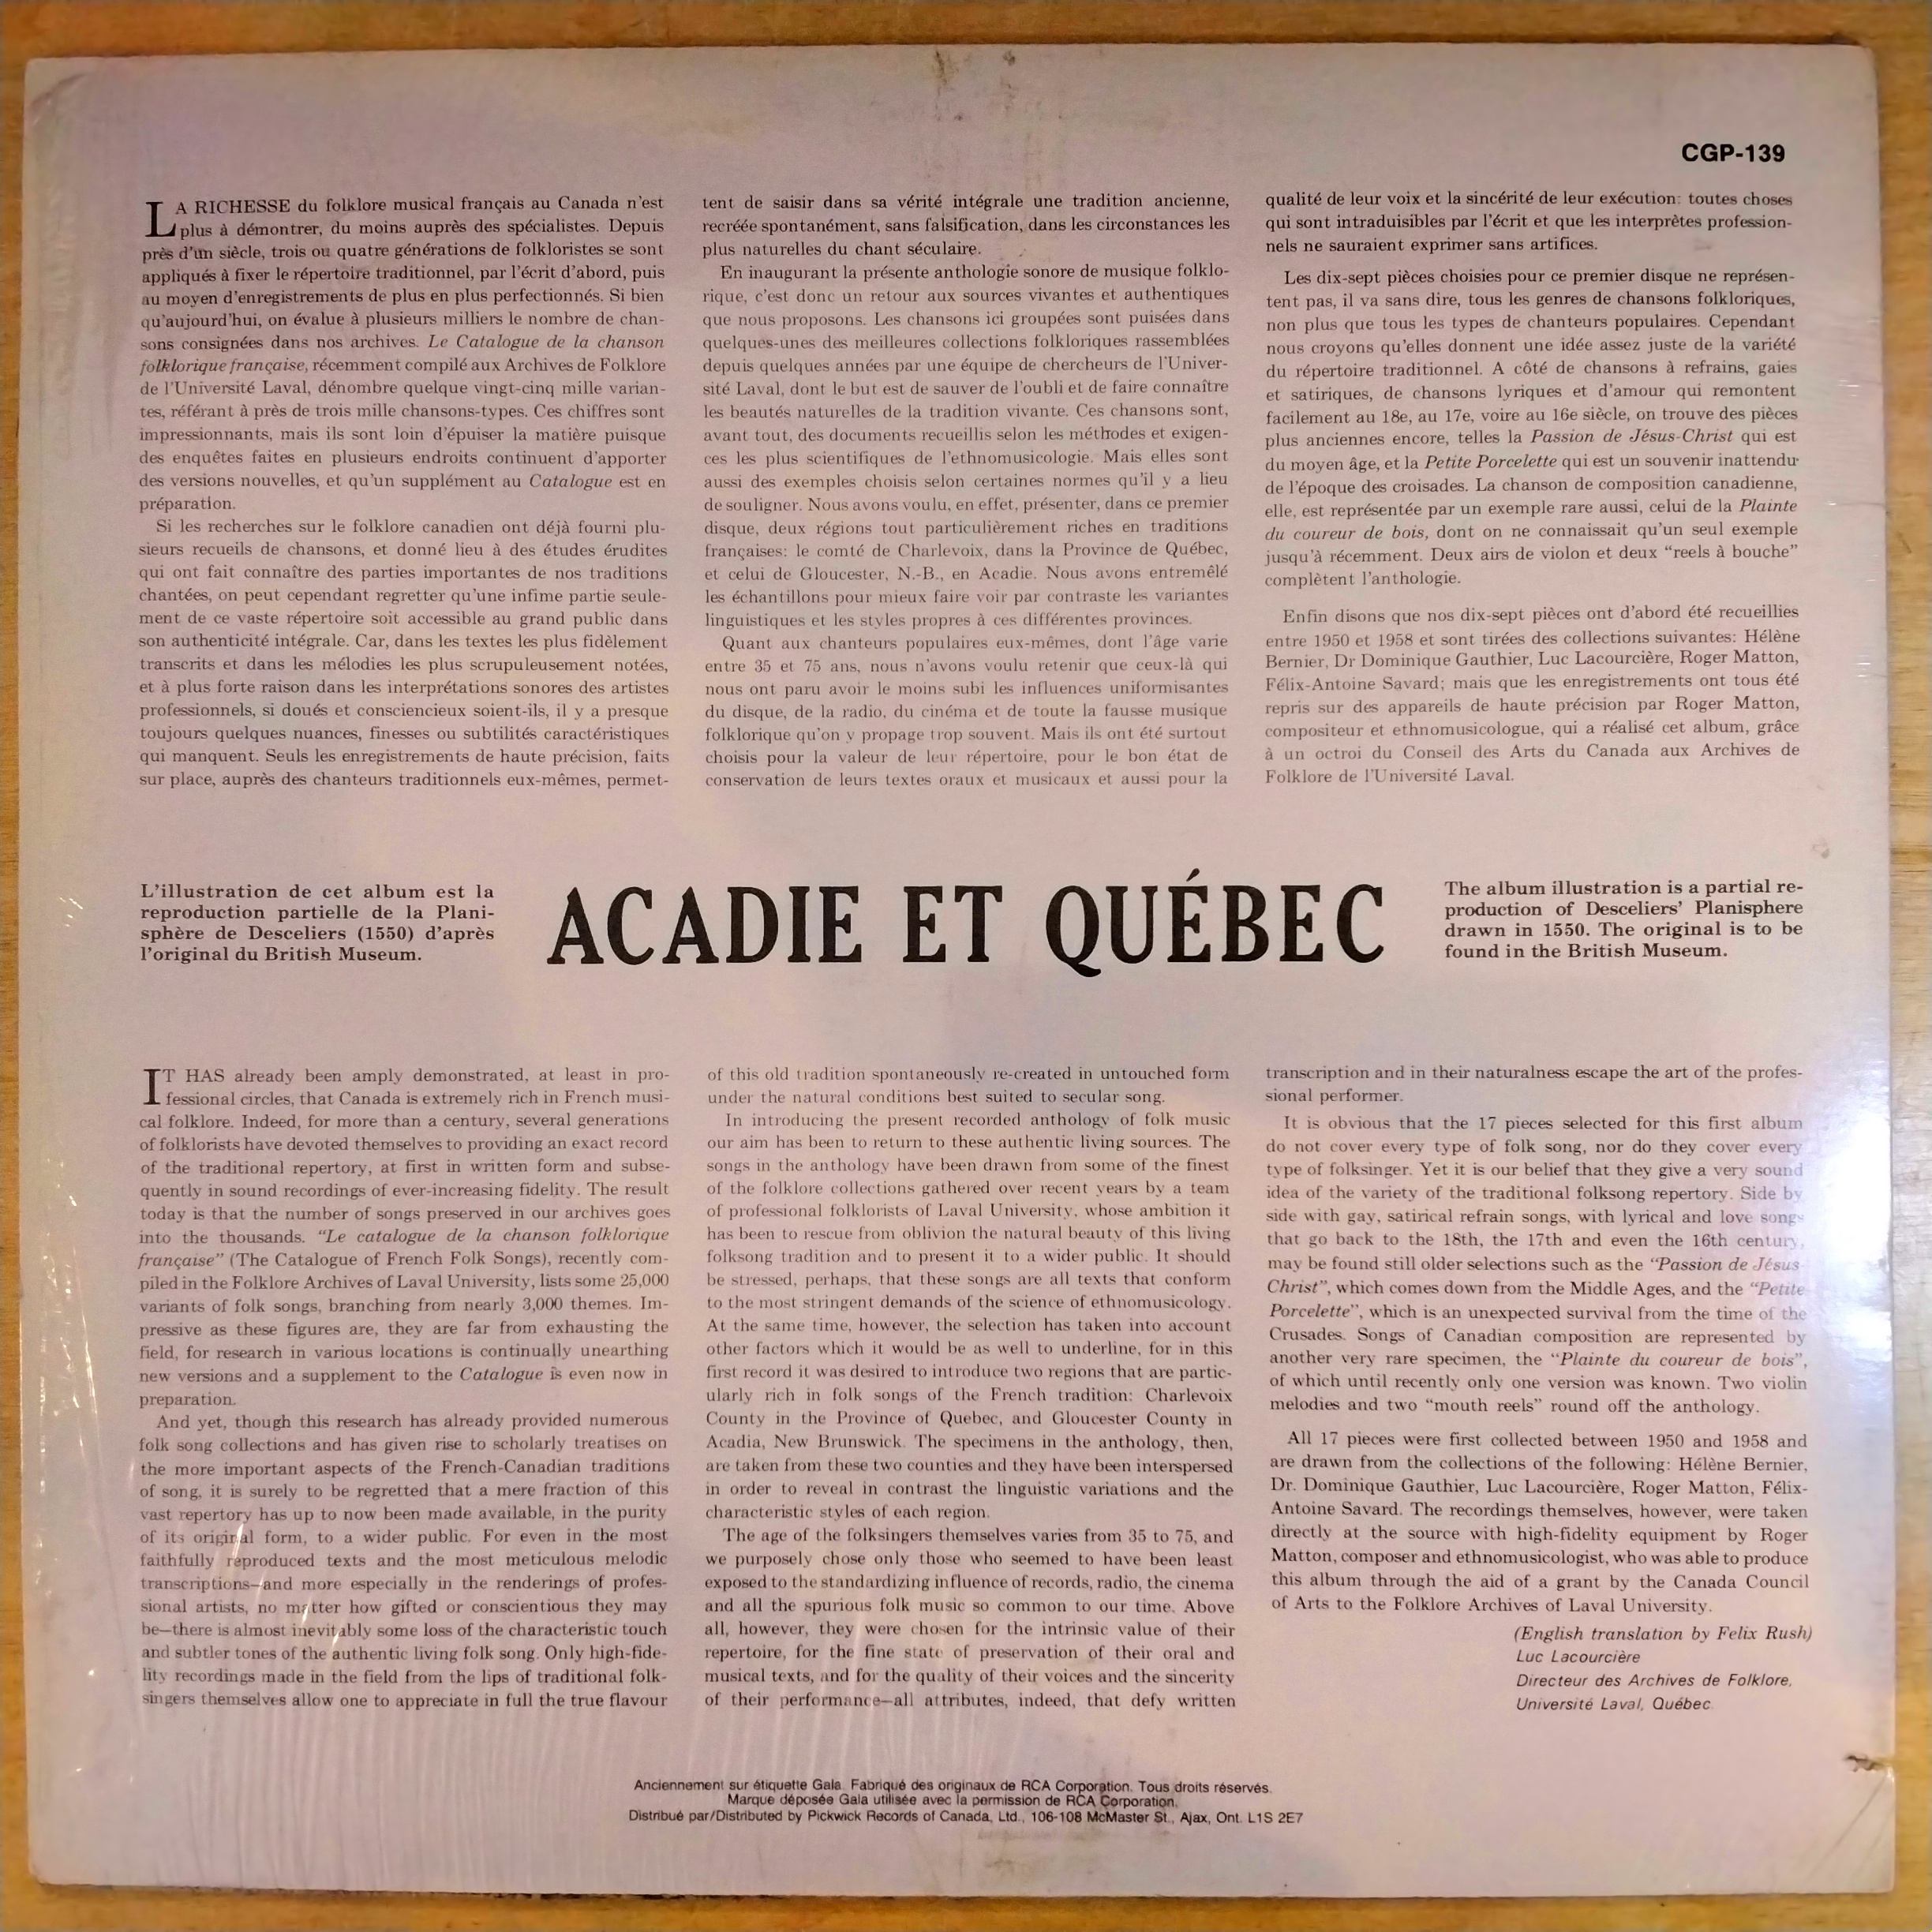 CGP-139
LA RICHESSE du folklore musical français au Canada n'est
plus à démontrer, du moins auprès des spécialistes. Depuis
près d'un siècle, trois ou quatre générations de folkloristes se sont
appliqués à fixer le répertoire traditionnel, par l'écrit d'abord, puis
au moyen d'enregistrements de plus en plus perfectionnés. Si bien
qu'aujourd'hui, on évalue à plusieurs milliers le nombre de chan-
sons consignées dans nos archives. Le Catalogue de la chanson
folklorique française, récemment compilé aux Archives de Folklore
de l'Université Laval, dénombre quelque vingt-cinq mille varian-
tes, référant à près de trois mille chansons-types. Ces chiffres sont
impressionnants, mais ils sont loin d'épuiser la matière puisque
des enquêtes faites en plusieurs endroits continuent d'apporter
des versions nouvelles, et qu'un supplément au Catalogue est en
préparation.
Si les recherches sur le folklore canadien ont déjà fourni plu-
sieurs recueils de chansons, et donné lieu à des études érudites
qui ont fait connaître des parties importantes de nos traditions
chantées, on peut cependant regretter qu'une infime partie seule-
ment de ce vaste répertoire soit accessible au grand public dans
son authenticité intégrale. Car, dans les textes les plus fidèlement
transcrits et dans les mélodies les plus scrupuleusement notées,
et à plus forte raison dans les interprétations sonores des artistes
professionnels, si doués et consciencieux soient-ils, il y a presque
toujours quelques nuances, finesses ou subtilités caractéristiques
qui manquent. Seuls les enregistrements de haute précision, faits
sur place, auprès des chanteurs traditionnels eux-mêmes, permet-
tent de saisir dans sa vérité intégrale une tradition ancienne,
recréée spontanément, sans falsification, dans les circonstances les
plus naturelles du chant séculaire.
En inaugurant la présente anthologie sonore de musique folklo-
rique, c'est donc un retour aux sources vivantes et authentiques
que nous proposons. Les chansons ici groupées sont puisées dans
quelques-unes des meilleures collections folkloriques rassemblées
depuis quelques années par une équipe de chercheurs de l'Univer-
sité Laval, dont le but est de sauver de l'oubli et de faire connaître
les beautés naturelles de la tradition vivante. Ces chansons sont,
avant tout, des documents recueillis selon les méthodes et exigen-
ces les plus scientifiques de l'ethnomusicologie. Mais elles sont
aussi des exemples choisis selon certaines normes qu'il y a lieu
de souligner. Nous avons voulu, en effet, présenter, dans ce premier
disque, deux régions tout particulièrement riches en traditions
françaises: le comté de Charlevoix, dans la Province de Québec,
et celui de Gloucester, N.-B., en Acadie. Nous avons entremêlé
les échantillons pour mieux faire voir par contraste les variantes
linguistiques et les styles propres à ces différentes provinces.
Quant aux chanteurs populaires eux-mêmes, dont l'âge varie
entre 35 et 75 ans, nous n'avons voulu retenir que ceux-là qui
nous ont paru avoir le moins subi les influences uniformisantes
du disque, de la radio, du cinéma et de toute la fausse musique
folklorique qu'on y propage trop souvent. Mais ils ont été surtout
choisis pour la valeur de leur répertoire, pour le bon état de
conservation de leurs textes oraux et musicaux et aussi pour la
qualité de leur voix et la sincérité de leur exécution: toutes choses
qui sont intraduisibles par l'écrit et que les interprètes profession-
nels ne sauraient exprimer sans artifices.
Les dix-sept pièces choisies pour ce premier disque ne représen-
tent pas, il va sans dire, tous les genres de chansons folkloriques,
non plus que tous les types de chanteurs populaires. Cependant
nous croyons qu'elles donnent une idée assez juste de la variété
du répertoire traditionnel. A côté de chansons à refrains, gaies
et satiriques, de chansons lyriques et d'amour qui remontent
facilement au 18e, au 17e, voire au 16e siècle, on trouve des pièces
plus anciennes encore, telles la Passion de Jésus-Christ qui est
du moyen âge, et la Petite Porcelette qui est un souvenir inattendu
de l'époque des croisades. La chanson de composition canadienne,
elle, est représentée par un exemple rare aussi, celui de la Plainte
du coureur de bois, dont on ne connaissait qu'un seul exemple
jusqu'à récemment. Deux airs de violon et deux "reels à bouche"
complètent l'anthologie.
Enfin disons que nos dix-sept pièces ont d'abord été recueillies
entre 1950 et 1958 et sont tirées des collections suivantes: Hélène
Bernier, Dr Dominique Gauthier, Luc Lacourcière, Roger Matton,
Félix-Antoine Savard; mais que les enregistrements ont tous été
repris sur des appareils de haute précision par Roger Matton,
compositeur et ethnomusicologue, qui a réalisé cet album, grâce
à un octroi du Conseil des Arts du Canada aux Archives de
Folklore de l'Université Laval.
L'illustration de cet album est la
reproduction partielle de la Plani-
sphère de Desceliers (1550) d'après
l'original du British Museum.
ACADIE ET QUÉBEC
The album illustration is a partial re-
production of Desceliers' Planisphere
drawn in 1550. The original is to be
found in the British Museum.
IT HAS already been amply demonstrated, at least in pro-
fessional circles, that Canada is extremely rich in French musi-
cal folklore. Indeed, for more than a century, several generations
of folklorists have devoted themselves to providing an exact record
of the traditional repertory, at first in written form and subse-
quently in sound recordings of ever-increasing fidelity. The result
today is that the number of songs preserved in our archives goes
into the thousands. "Le catalogue de la chanson folklorique
française" (The Catalogue of French Folk Songs), recently com-
piled in the Folklore Archives of Laval University, lists some 25,000
variants of folk songs, branching from nearly 3,000 themes. Im-
pressive as these figures are, they are far from exhausting the
field, for research in various locations is continually unearthing
new versions and a supplement to the Catalogue is even now in
preparation.
And yet, though this research has already provided numerous
folk song collections and has given rise to scholarly treatises on
the more important aspects of the French-Canadian traditions
of song, it is surely to be regretted that a mere fraction of this
vast repertory has up to now been made available, in the purity
of its original form, to a wider public. For even in the most
faithfully reproduced texts and the most meticulous melodic
transcriptions—and more especially in the renderings of profes-
sional artists, no matter how gifted or conscientious they may
be—there is almost inevitably some loss of the characteristic touch
and subtler tones of the authentic living folk song. Only high-fide-
lity recordings made in the field from the lips of traditional folk-
singers themselves allow one to appreciate in full the true flavour
of this old tradition spontaneously re-created in untouched form
under the natural conditions best suited to secular song.
In introducing the present recorded anthology of folk music
our aim has been to return to these authentic living sources. The
songs in the anthology have been drawn from some of the finest
of the folklore collections gathered over recent years by a team
of professional folklorists of Laval University, whose ambition it
has been to rescue from oblivion the natural beauty of this living
folksong tradition and to present it to a wider public. It should
be stressed, perhaps, that these songs are all texts that conform
to the most stringent demands of the science of ethnomusicology.
At the same time, however, the selection has taken into account
other factors which it would be as well to underline, for in this
first record it was desired to introduce two regions that are partic-
ularly rich in folk songs of the French tradition: Charlevoix
County in the Province of Quebec, and Gloucester County in
Acadia, New Brunswick. The specimens in the anthology, then,
are taken from these two counties and they have been interspersed
in order to reveal in contrast the linguistic variations and the
characteristic styles of each region.
The age of the folksingers themselves varies from 35 to 75, and
we purposely chose only those who seemed to have been least
exposed to the standardizing influence of records, radio, the cinema
and all the spurious folk music so common to our time. Above
all, however, they were chosen for the intrinsic value of their
repertoire, for the fine state of preservation of their oral and
musical texts, and for the quality of their voices and the sincerity
of their performance—all attributes, indeed, that defy written
transcription and in their naturalness escape the art of the profes-
sional performer.
It is obvious that the 17 pieces selected for this first album
do not cover every type of folk song, nor do they cover every
type of folksinger. Yet it is our belief that they give a very sound
idea of the variety of the traditional folksong repertory. Side by
side with gay, satirical refrain songs, with lyrical and love songs
that go back to the 18th, the 17th and even the 16th century,
may be found still older selections such as the "Passion de Jésus-
Christ", which comes down from the Middle Ages, and the "Petite
Porcelette", which is an unexpected survival from the time of the
Crusades. Songs of Canadian composition are represented by
another very rare specimen, the "Plainte du coureur de bois",
of which until recently only one version was known. Two violin
melodies and two "mouth reels" round off the anthology.
All 17 pieces were first collected between 1950 and 1958 and
are drawn from the collections of the following: Hélène Bernier,
Dr. Dominique Gauthier, Luc Lacourcière, Roger Matton, Félix-
Antoine Savard. The recordings themselves, however, were taken
directly at the source with high-fidelity equipment by Roger
Matton, composer and ethnomusicologist, who was able to produce
this album through the aid of a grant by the Canada Council
of Arts to the Folklore Archives of Laval University.
(English translation by Felix Rush)
Luc Lacourcière
Directeur des Archives de Folklore,
Université Laval, Québec.
Anciennement sur étiquette Gala. Fabriqué des originaux de RCA Corporation. Tous droits réservés.
Marque déposée Gala utilisée avec la permission de RCA Corporation.
Distribué par/Distributed by Pickwick Records of Canada, Ltd., 106-108 McMaster St., Ajax, Ont. L1S 2E7